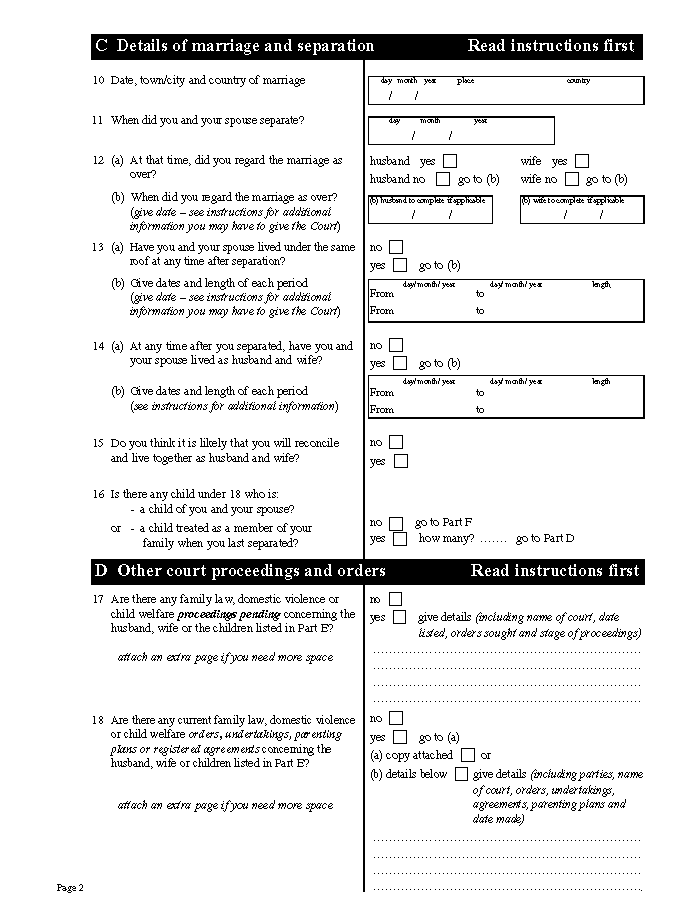 C Details of marriage and separation Read instructions first
10 Date, town/city and country of marriage
day month year place country
/ /
11 When did you and your spouse separate?
day month year
/ /
12 (a) At that time, did you regard the marriage as
over?
husband yes wife yes
husband no go to (b) wife no go to (b)
(b) When did you regard the marriage as over?
(give date – see instructions for additional
information you may have to give the Court)
(b) husband to complete if applicable (b) wife to complete if applicable
/ / / /
13 (a) Have you and your spouse lived under the same
roof at any time after separation?
no
yes go to (b)
(b) Give dates and length of each period
(give date – see instructions for additional
information you may have to give the Court)
day/ month/ year day/ month/ year length
From to
From to
14 (a) At any time after you separated, have you and
your spouse lived as husband and wife?
no
yes go to (b)
(b) Give dates and length of each period
(see instructions for additional information)
day/ month/ year day/ month/ year length
From to
From to
15 Do you think it is likely that you will reconcile
and live together as husband and wife?
no
yes
16 Is there any child under 18 who is:
- a child of you and your spouse?
or - a child treated as a member of your
family when you last separated?
no go to Part F
yes how many? ....... go to Part D
D Other court proceedings and orders Read instructions first
17 Are there any family law, domestic violence or
child welfare proceedings pending concerning the
husband, wife or the children listed in Part E?
attach an extra page if you need more space
no
yes give details (including name of court, date
listed, orders sought and stage of proceedings)
18 Are there any current family law, domestic violence
or child welfare orders, undertakings, parenting
plans or registered agreements concerning the
husband, wife or children listed in Part E?
attach an extra page if you need more space
no
yes go to (a)
(a) copy attached or
(b) details below give details (including parties, name
of court, orders, undertakings,
agreements, parenting plans and
date made)
Page 2